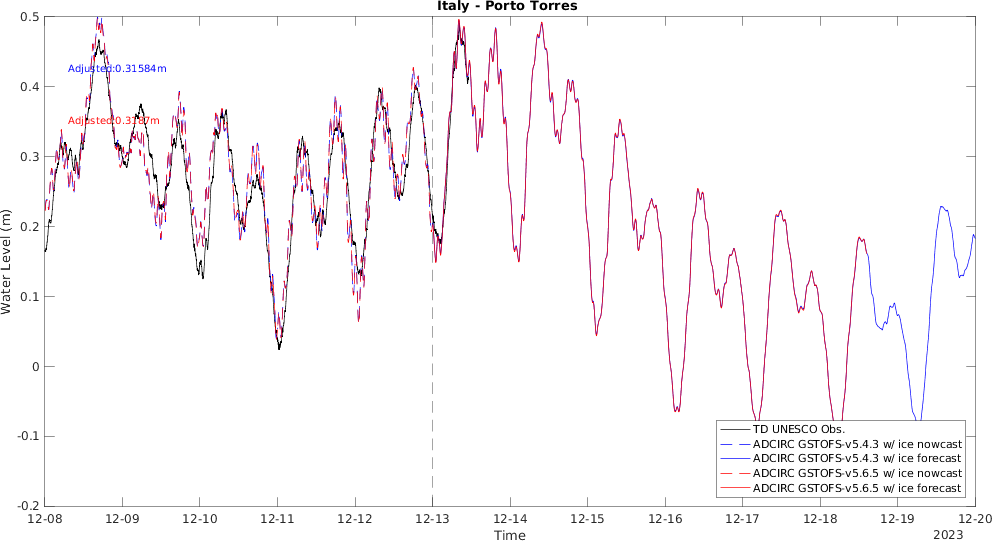 Italy - Porto Torres
Water Level (m)
0.5
0.4
0.3
0.2
0.1
0
-0.1
-0.2
Adjusted:0.31584m
Adjusted:0.3187m
TD UNESCO Obs.
ADCIRC GSTOFS-v5.4.3 w/ ice nowcast
ADCIRC GSTOFS-v5.4.3 w/ ice forecast
ADCIRC GSTOFS-v5.6.5 w/ ice nowcast
ADCIRC GSTOFS-v5.6.5 w/ ice forecast
12-08 12-09 12-10 12-11 12-12 12-13 12-14 12-15 12-16 12-17 12-18 12-19 12-20
Time
2023